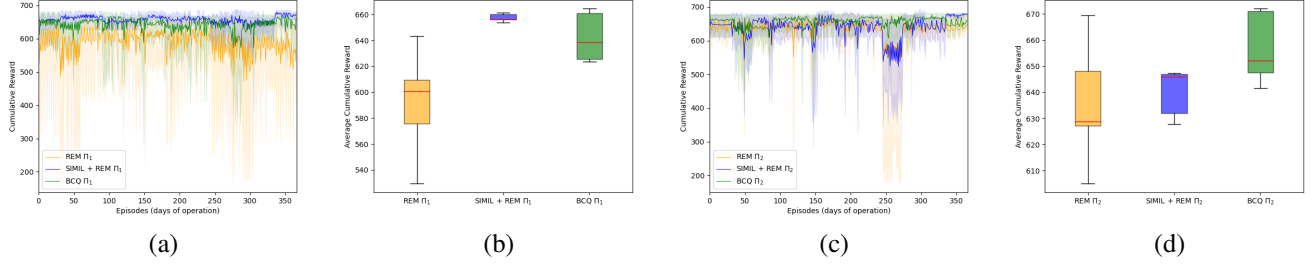 700
600
500
400
300
200
Cumulative Reward
REM Π₁
SIMIL + REM Π₁
BCQ Π₁
0 50 100 150 200 250 300 350
Episodes (days of operation)
(a)
660
640
620
600
580
560
540
Average Cumulative Reward
REM Π₁ SIMIL + REM Π₁ BCQ Π₁
(b)
700
600
500
400
300
200
Cumulative Reward
REM Π₂
SIMIL + REM Π₂
BCQ Π₂
0 50 100 150 200 250 300 350
Episodes (days of operation)
(c)
670
660
650
640
630
620
610
Average Cumulative Reward
REM Π₂ SIMIL + REM Π₂ BCQ Π₂
(d)